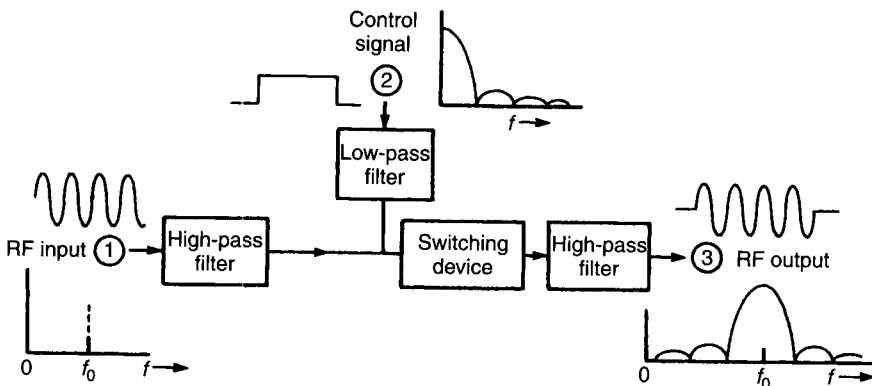 Control
signal
2
f
Low-pass
filter
RF input 1
High-pass
filter
Switching
device
High-pass
filter
3 RF output
0 f₀ f
0 f₀ f